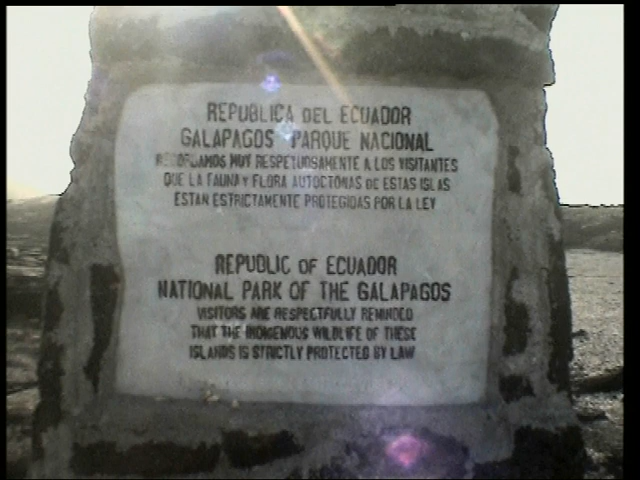 REPUBLICA DEL ECUADOR
GALAPAGOS PARQUE NACIONAL
RECORDAMOS MUY RESPETUOSAMENTE A LOS VISITANTES
QUE LA FAUNA Y FLORA AUTOCTONAS DE ESTAS ISLAS
ESTAN ESTRICTAMENTE PROTEGIDAS POR LA LEY
REPUBLIC OF ECUADOR
NATIONAL PARK OF THE GALAPAGOS
VISITORS ARE RESPECTFULLY REMINDED
THAT THE INDIGENOUS WILDLIFE OF THESE
ISLANDS IS STRICTLY PROTECTED BY LAW